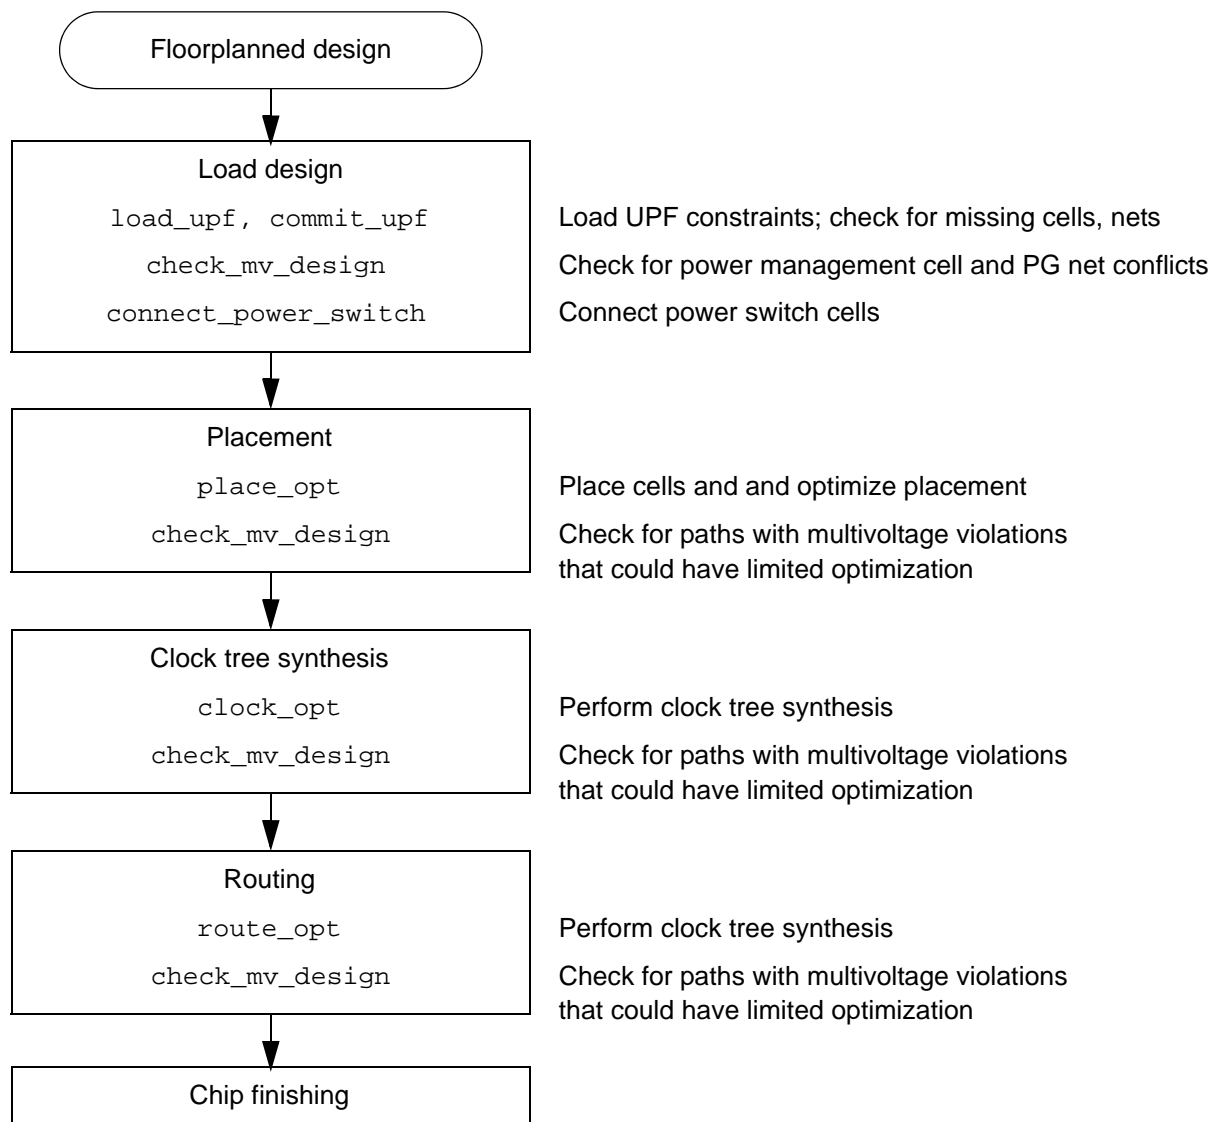 Floorplanned design
Load design
load_upf, commit_upf
Load UPF constraints; check for missing cells, nets
check_mv_design
Check for power management cell and PG net conflicts
connect_power_switch
Connect power switch cells
Placement
place_opt
Place cells and and optimize placement
check_mv_design
Check for paths with multivoltage violations
that could have limited optimization
Clock tree synthesis
clock_opt
Perform clock tree synthesis
check_mv_design
Check for paths with multivoltage violations
that could have limited optimization
Routing
route_opt
Perform clock tree synthesis
check_mv_design
Check for paths with multivoltage violations
that could have limited optimization
Chip finishing